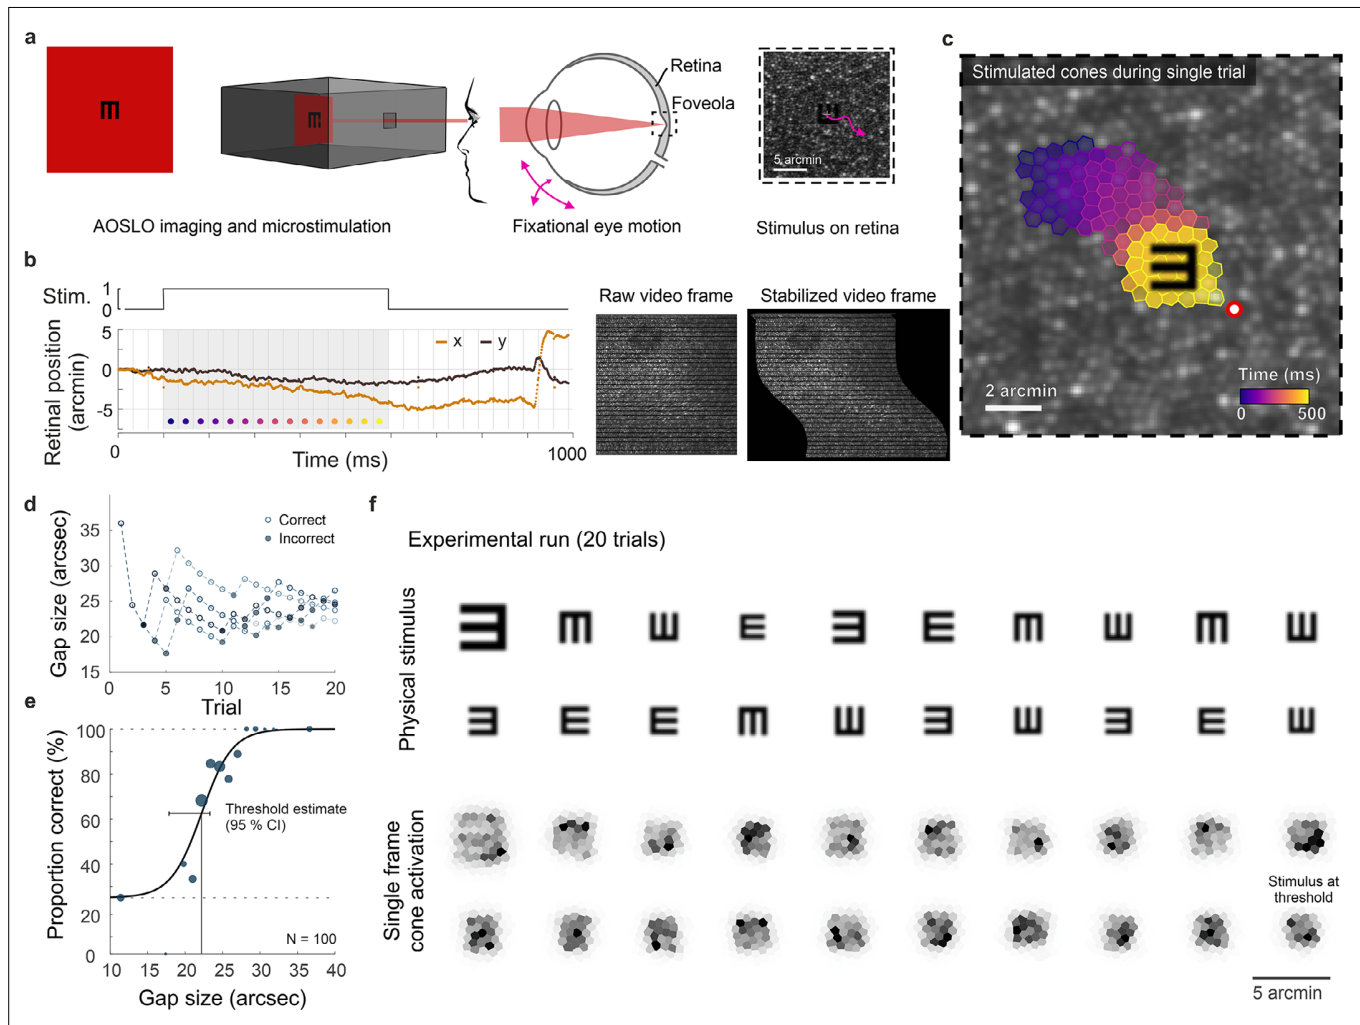 a
Retina
Foveola
5 arcmin
AOSLO imaging and microstimulation
Fixational eye motion
Stimulus on retina
b
Stim.
1
0
Retinal position
(arcmin)
5
0
-5
x
y
0
1000
Time (ms)
Raw video frame
Stabilized video frame
c
Stimulated cones during single trial
2 arcmin
Time (ms)
0
500
d
Gap size (arcsec)
35
30
25
20
15
Correct
Incorrect
0
5
10
15
20
Trial
e
Proportion correct (%)
100
80
60
40
20
0
Threshold estimate
(95 % CI)
N = 100
10
15
20
25
30
35
40
Gap size (arcsec)
f
Experimental run (20 trials)
Physical stimulus
Single frame
cone activation
Stimulus at
threshold
5 arcmin